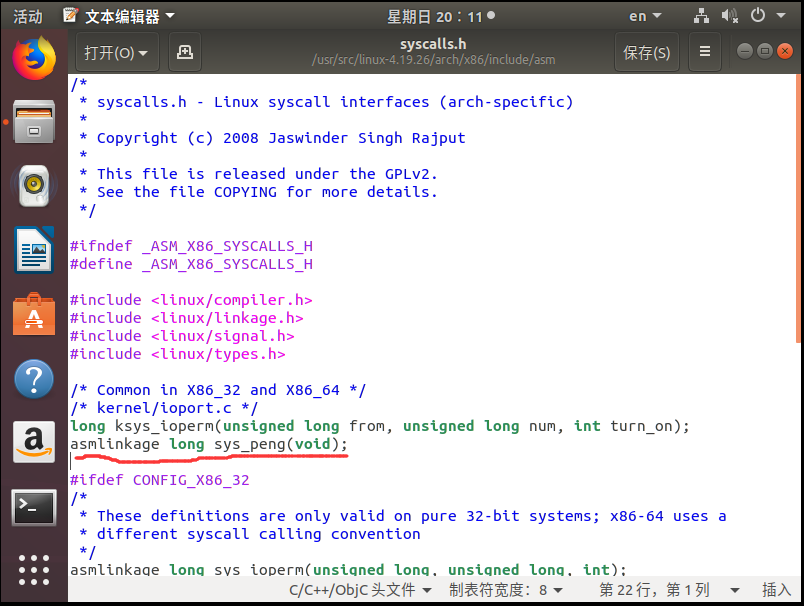 活动 文本编辑器 星期日 20：11 en
打开(O) syscalls.h 保存(S)
/usr/src/linux-4.19.26/arch/x86/include/asm
/*
* syscalls.h - Linux syscall interfaces (arch-specific)
*
* Copyright (c) 2008 Jaswinder Singh Rajput
*
* This file is released under the GPLv2.
* See the file COPYING for more details.
*/
#ifndef _ASM_X86_SYSCALLS_H
#define _ASM_X86_SYSCALLS_H
#include <linux/compiler.h>
#include <linux/linkage.h>
#include <linux/signal.h>
#include <linux/types.h>
/* Common in X86_32 and X86_64 */
/* kernel/ioport.c */
long ksys_ioperm(unsigned long from, unsigned long num, int turn_on);
asmlinkage long sys_peng(void);
#ifdef CONFIG_X86_32
/*
* These definitions are only valid on pure 32-bit systems; x86-64 uses a
* different syscall calling convention
*/
asmlinkage long sys_ioperm(unsigned long, unsigned long, int);
C/C++/ObjC 头文件 制表符宽度：8 第 22 行，第 1 列 插入